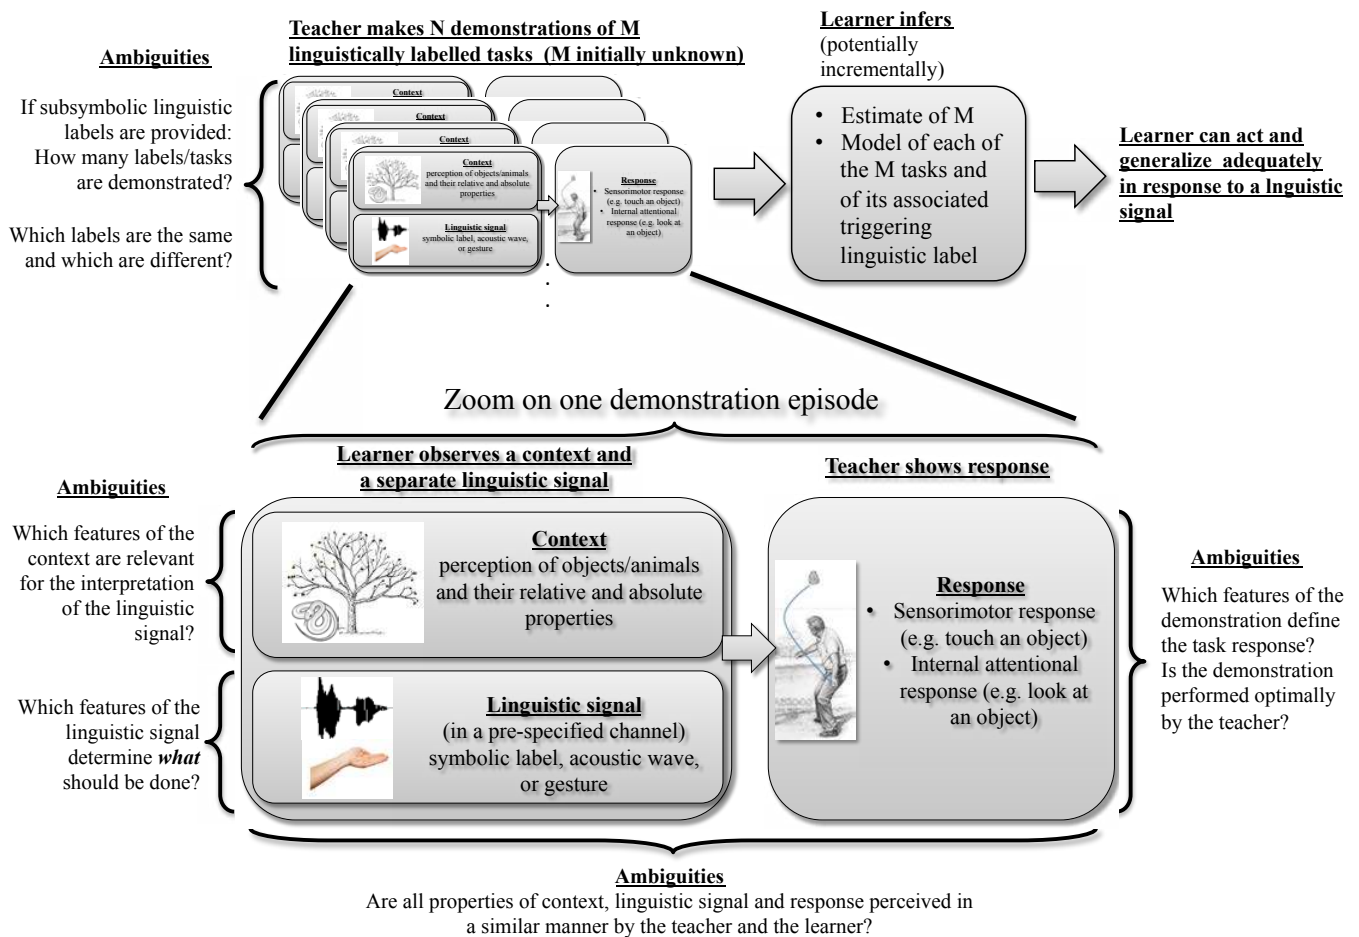 Teacher makes N demonstrations of M
linguistically labelled tasks  (M initially unknown)
Ambiguities
If subsymbolic linguistic
labels are provided:
How many labels/tasks
are demonstrated?
Which labels are the same
and which are different?
Context
Context
Context
Context
perception of objects/animals
and their relative and absolute
properties
Linguistic signal
symbolic label, acoustic wave,
or gesture
Response
• Sensorimotor response
(e.g. touch an object)
• Internal attentional
response (e.g. look at
an object)
.
.
.
Learner infers
(potentially
incrementally)
• Estimate of M
• Model of each of
the M tasks and
of its associated
triggering
linguistic label
Learner can act and
generalize  adequately
in response to a lnguistic
signal
Zoom on one demonstration episode
Learner observes a context and
a separate linguistic signal
Teacher shows response
Ambiguities
Which features of the
context are relevant
for the interpretation
of the linguistic
signal?
Which features of the
linguistic signal
determine what
should be done?
Context
perception of objects/animals
and their relative and absolute
properties
Linguistic signal
(in a pre-specified channel)
symbolic label, acoustic wave,
or gesture
Response
• Sensorimotor response
(e.g. touch an object)
• Internal attentional
response (e.g. look at
an object)
Ambiguities
Which features of the
demonstration define
the task response?
Is the demonstration
performed optimally
by the teacher?
Ambiguities
Are all properties of context, linguistic signal and response perceived in
a similar manner by the teacher and the learner?